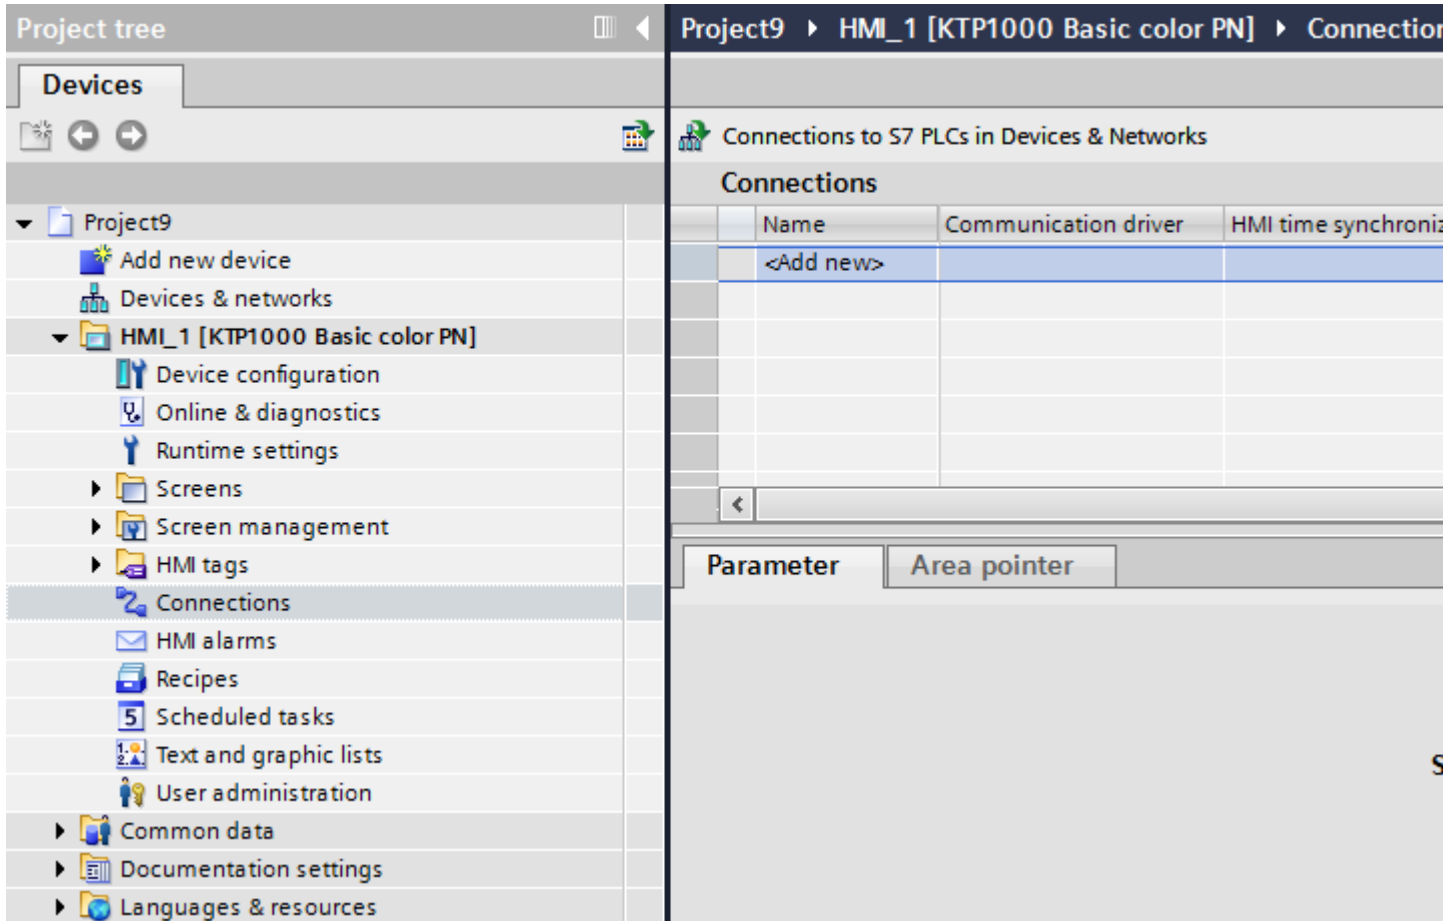 Project tree
Devices
Project9
Add new device
Devices & networks
HMI_1 [KTP1000 Basic color PN]
Device configuration
Online & diagnostics
Runtime settings
Screens
Screen management
HMI tags
Connections
HMI alarms
Recipes
Scheduled tasks
Text and graphic lists
User administration
Common data
Documentation settings
Languages & resources
Project9 HMI_1 [KTP1000 Basic color PN] Connection
Connections to S7 PLCs in Devices & Networks
Connections
Name Communication driver HMI time synchroniz
<Add new>
Parameter Area pointer
S